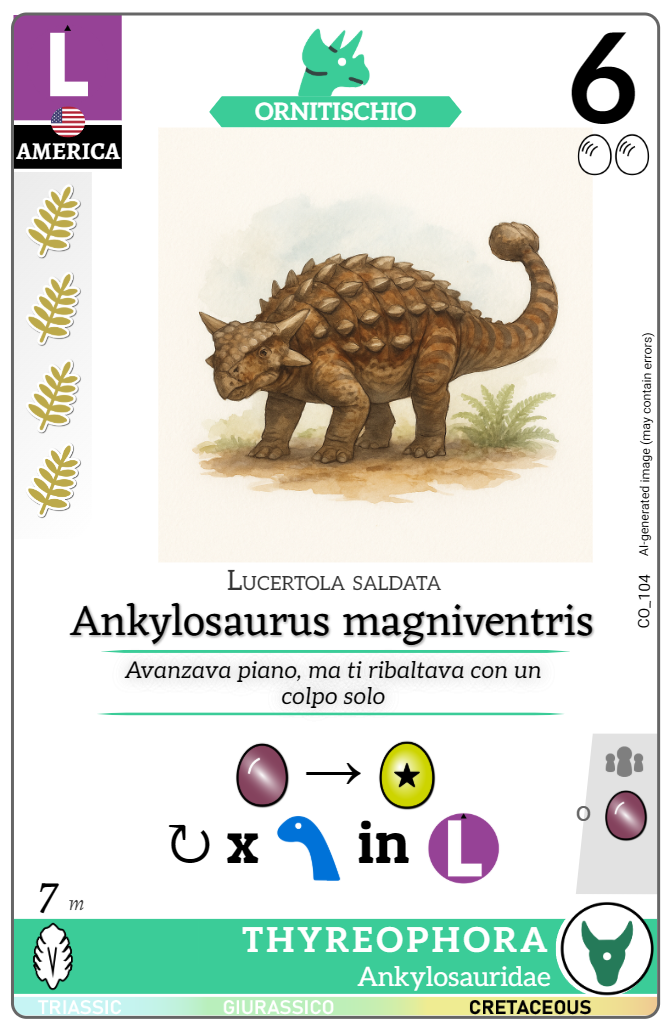 L
AMERICA
ORNITISCHIO
6
AI-generated image (may contain errors)
CO_104
Lucertola saldata
Ankylosaurus magniventris
Avanzava piano, ma ti ribaltava con un
colpo solo
→
↻ x in L
O
7 m
THYREOPHORA
Ankylosauridae
TRIASSIC GIURASSICO CRETACEOUS